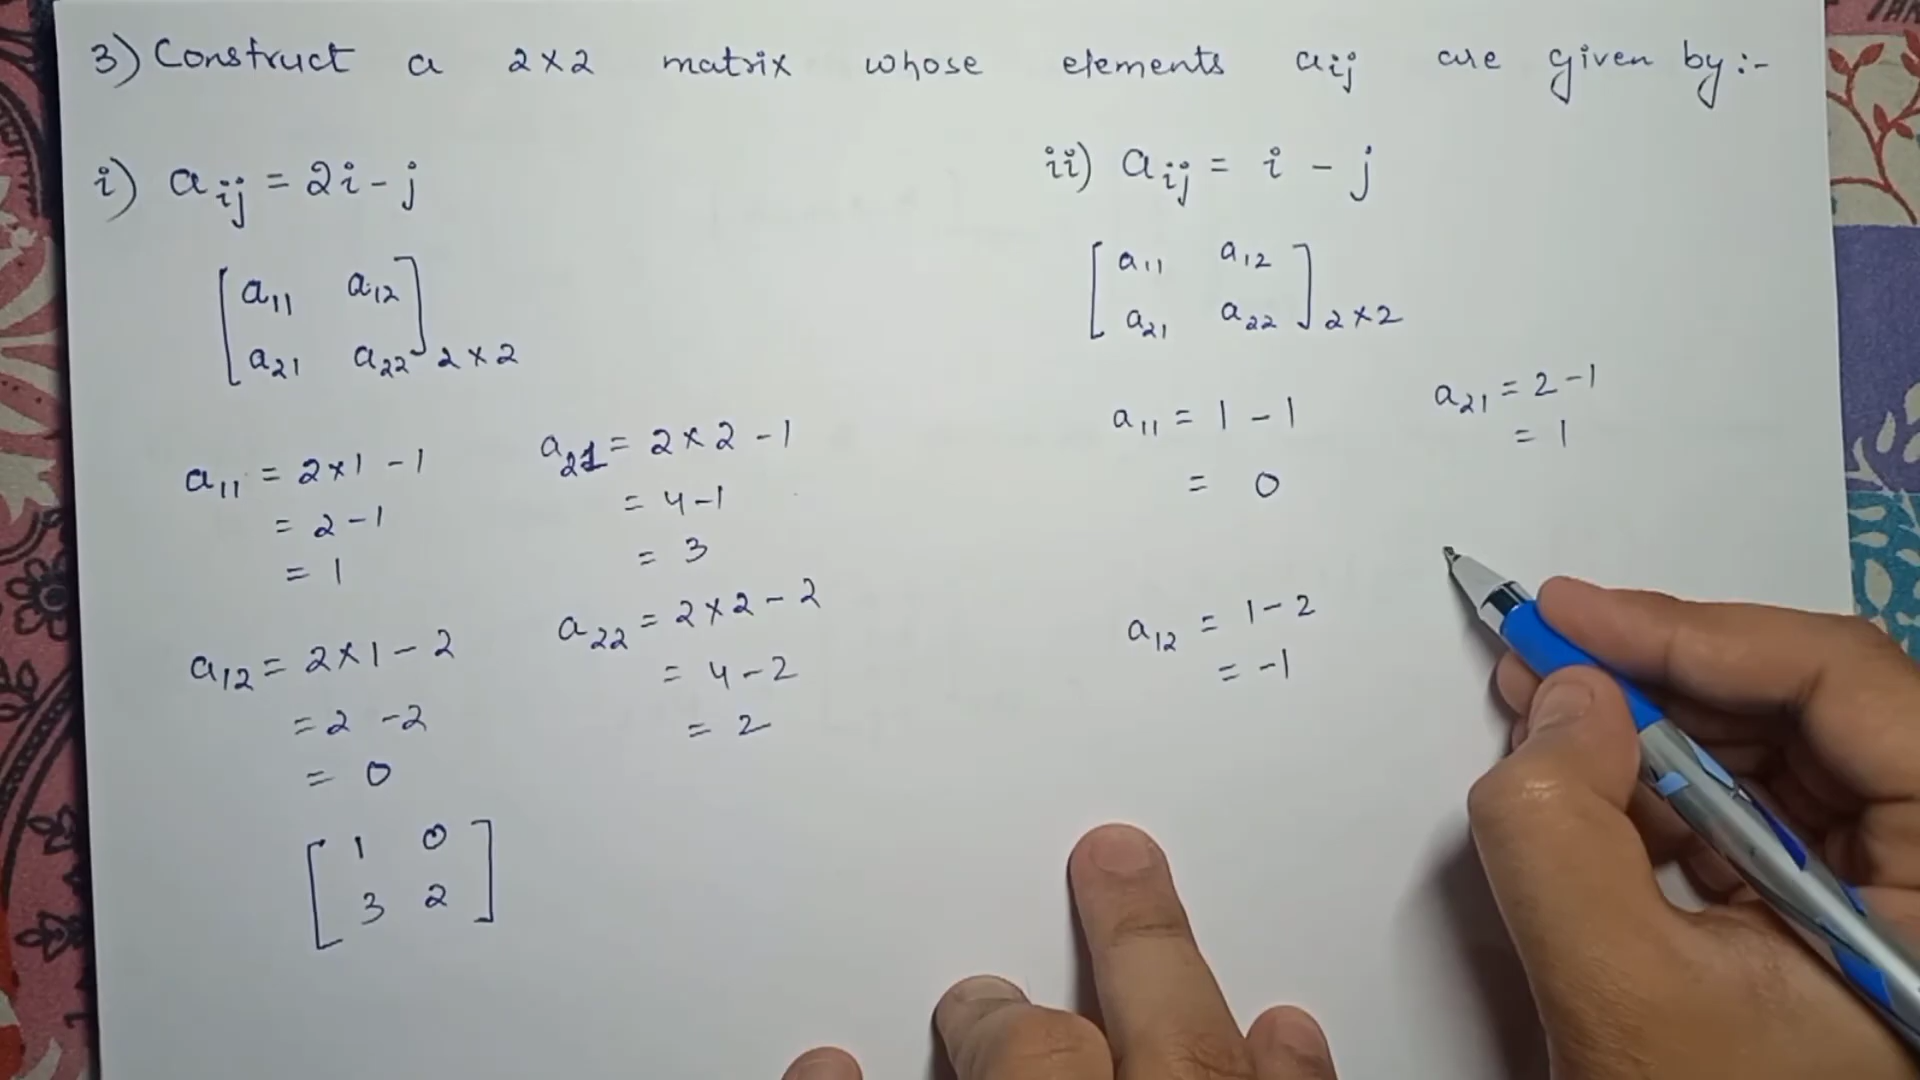 3) Construct a 2×2 matrix whose elements aij are given by:-
i) aij = 2i - j
[a11 a12
a21 a22] 2×2
a11 = 2×1 - 1
= 2 - 1
= 1
a12 = 2×1 - 2
= 2 - 2
= 0
a21 = 2×2 - 1
= 4 - 1
= 3
a22 = 2×2 - 2
= 4 - 2
= 2
[1 0
3 2]
ii) aij = i - j
[a11 a12
a21 a22] 2×2
a11 = 1 - 1
= 0
a12 = 1 - 2
= -1
a21 = 2 - 1
= 1